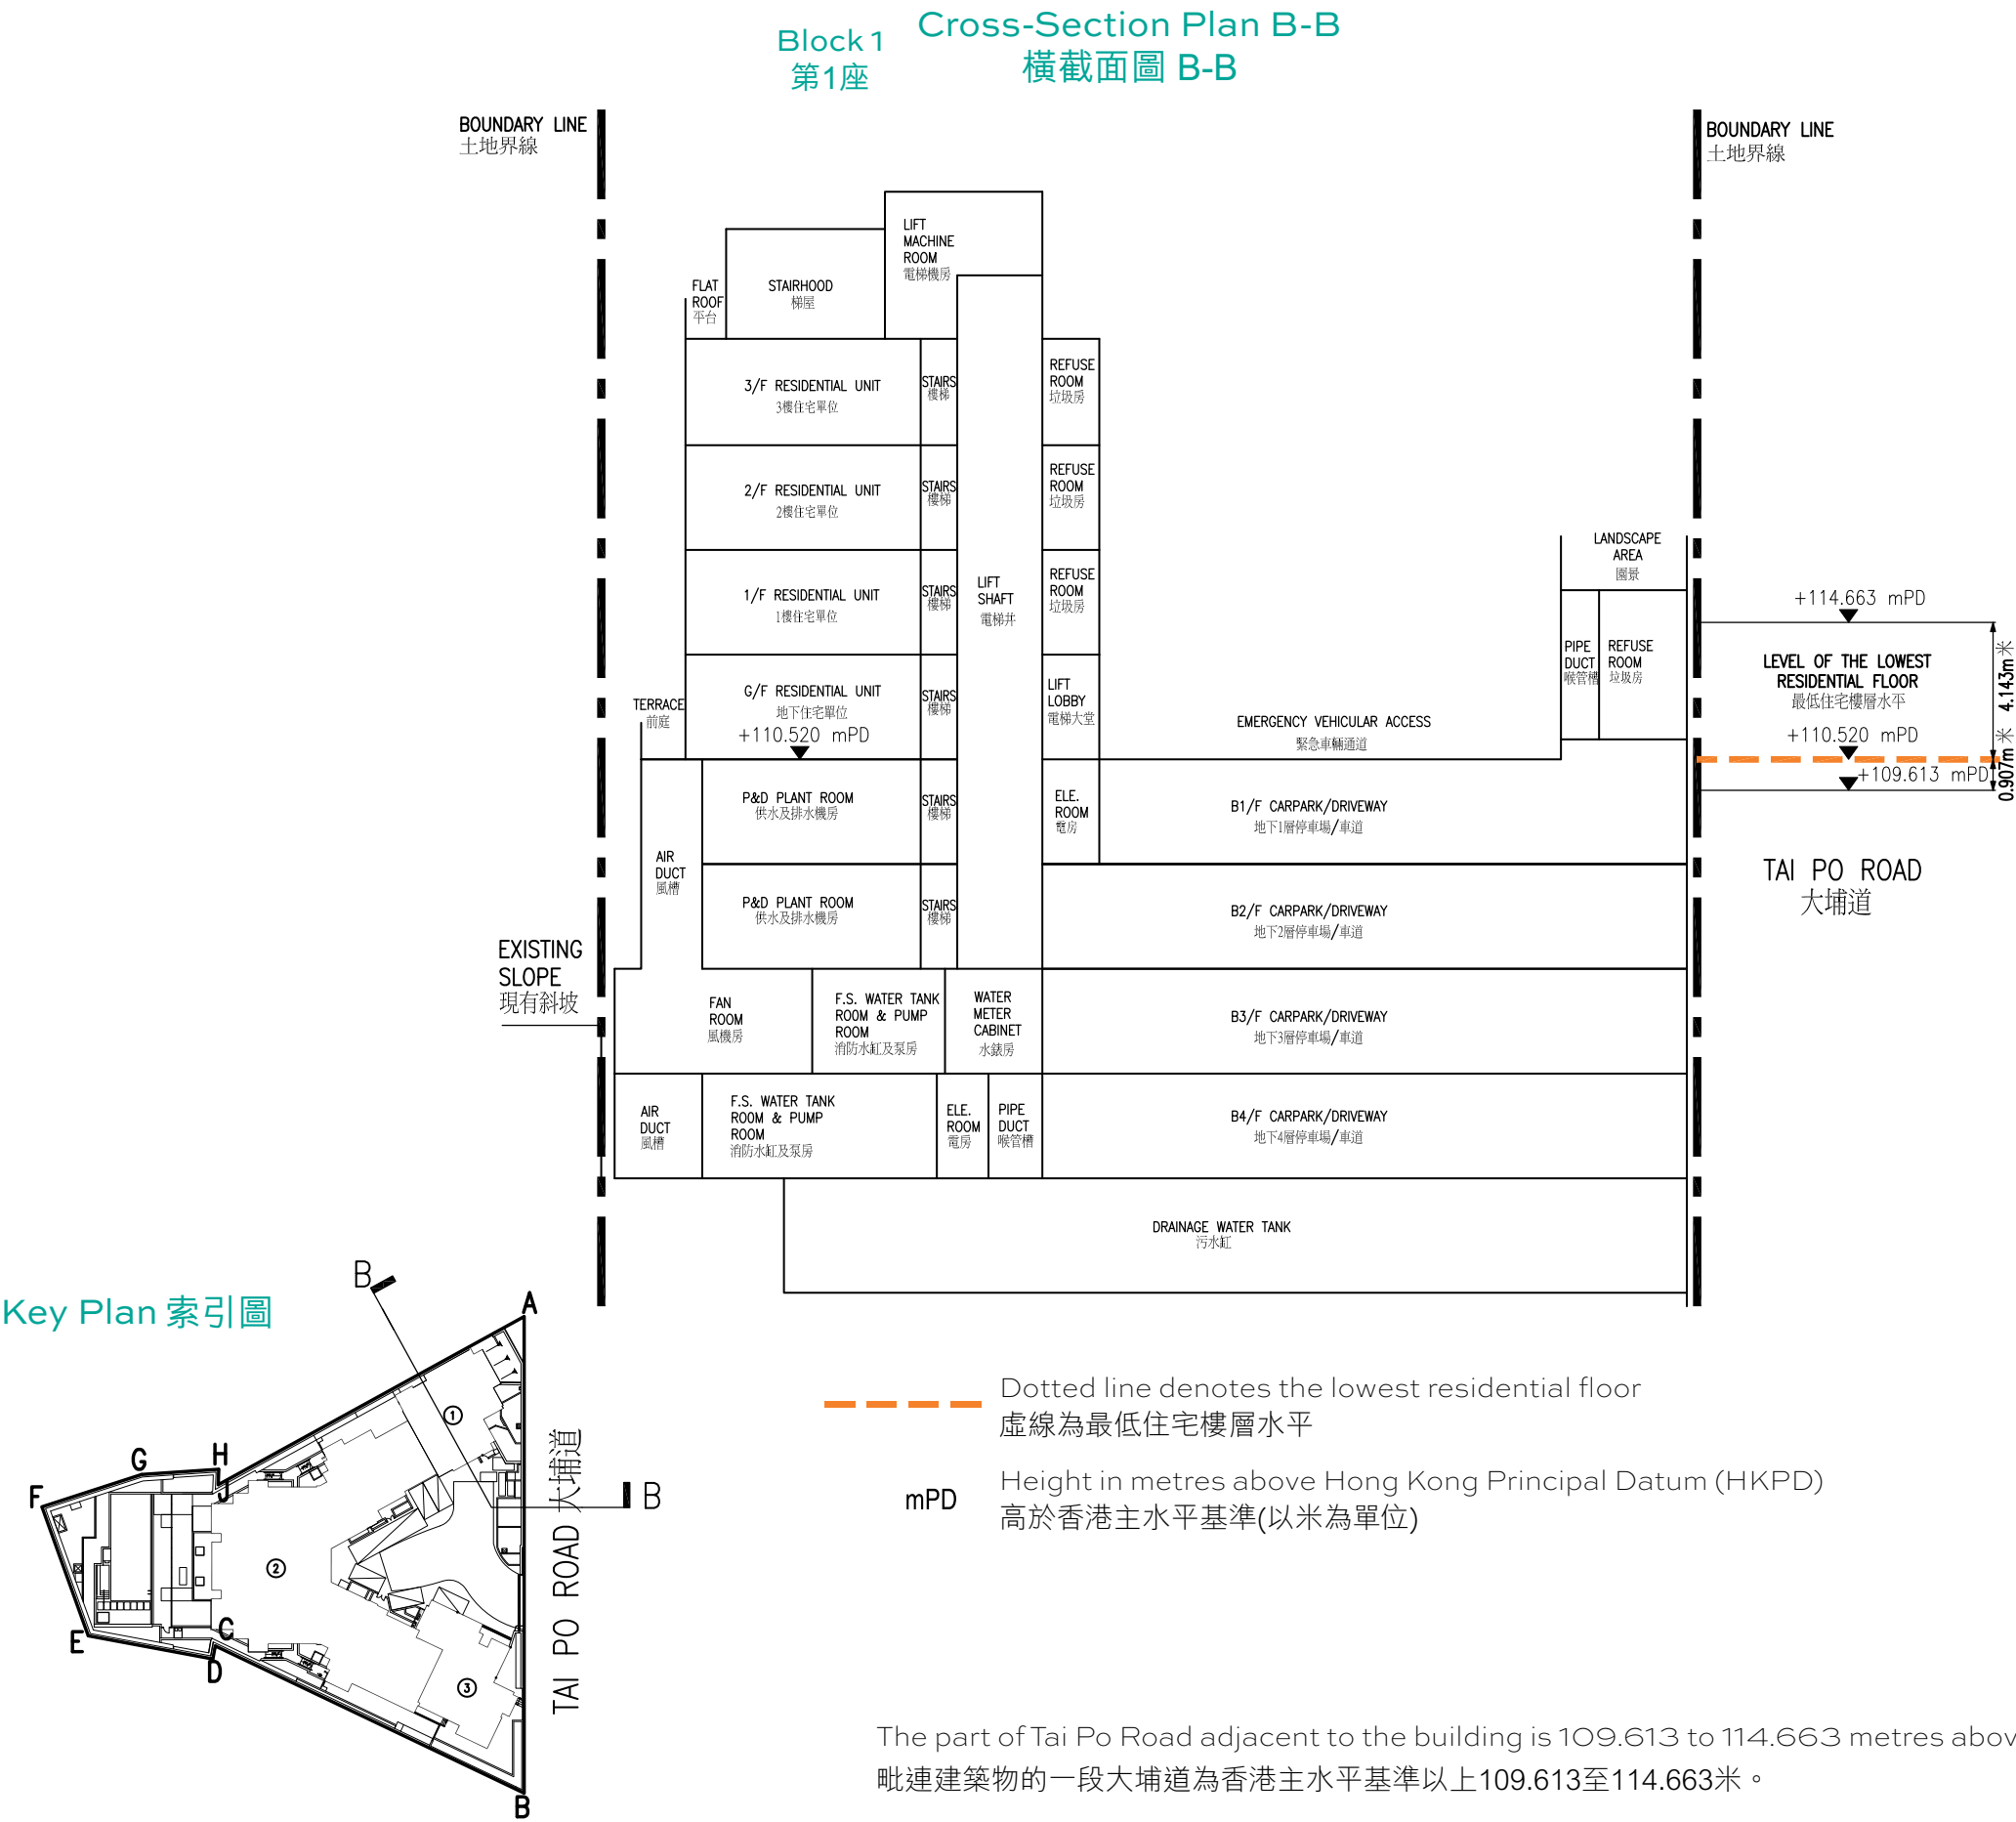 Cross-Section Plan B-B
橫截面圖 B-B
Block 1
第1座
BOUNDARY LINE
土地界線
BOUNDARY LINE
土地界線
LIFT
MACHINE
ROOM
電梯機房
FLAT
ROOF
平台
STAIRHOOD
梯屋
3/F RESIDENTIAL UNIT
3樓住宅單位
STAIRS
樓梯
REFUSE
ROOM
垃圾房
2/F RESIDENTIAL UNIT
2樓住宅單位
STAIRS
樓梯
REFUSE
ROOM
垃圾房
1/F RESIDENTIAL UNIT
1樓住宅單位
STAIRS
樓梯
LIFT
SHAFT
電梯井
REFUSE
ROOM
垃圾房
LANDSCAPE
AREA
園景
PIPE
DUCT
喉管槽
REFUSE
ROOM
垃圾房
TERRACE
前庭
G/F RESIDENTIAL UNIT
地下住宅單位
+110.520 mPD
STAIRS
樓梯
LIFT
LOBBY
電梯大堂
EMERGENCY VEHICULAR ACCESS
緊急車輛通道
+114.663 mPD
LEVEL OF THE LOWEST
RESIDENTIAL FLOOR
最低住宅樓層水平
+110.520 mPD
+109.613 mPD
4.143m米
0.907m米
TAI PO ROAD
大埔道
AIR
DUCT
風槽
P&D PLANT ROOM
供水及排水機房
STAIRS
樓梯
ELE.
ROOM
電房
B1/F CARPARK/DRIVEWAY
地下1層停車場/車道
P&D PLANT ROOM
供水及排水機房
STAIRS
樓梯
B2/F CARPARK/DRIVEWAY
地下2層停車場/車道
EXISTING
SLOPE
現有斜坡
FAN
ROOM
風機房
F.S. WATER TANK
ROOM & PUMP
ROOM
消防水缸及泵房
WATER
METER
CABINET
水錶房
B3/F CARPARK/DRIVEWAY
地下3層停車場/車道
AIR
DUCT
風槽
F.S. WATER TANK
ROOM & PUMP
ROOM
消防水缸及泵房
ELE.
ROOM
電房
PIPE
DUCT
喉管槽
B4/F CARPARK/DRIVEWAY
地下4層停車場/車道
DRAINAGE WATER TANK
污水缸
Key Plan 索引圖
B
A
1
H
G
F
J
B
2
C
E
D
3
B
TAI PO ROAD 大埔道
Dotted line denotes the lowest residential floor
虛線為最低住宅樓層水平
mPD
Height in metres above Hong Kong Principal Datum (HKPD)
高於香港主水平基準(以米為單位)
The part of Tai Po Road adjacent to the building is 109.613 to 114.663 metres abov
毗連建築物的一段大埔道為香港主水平基準以上109.613至114.663米。